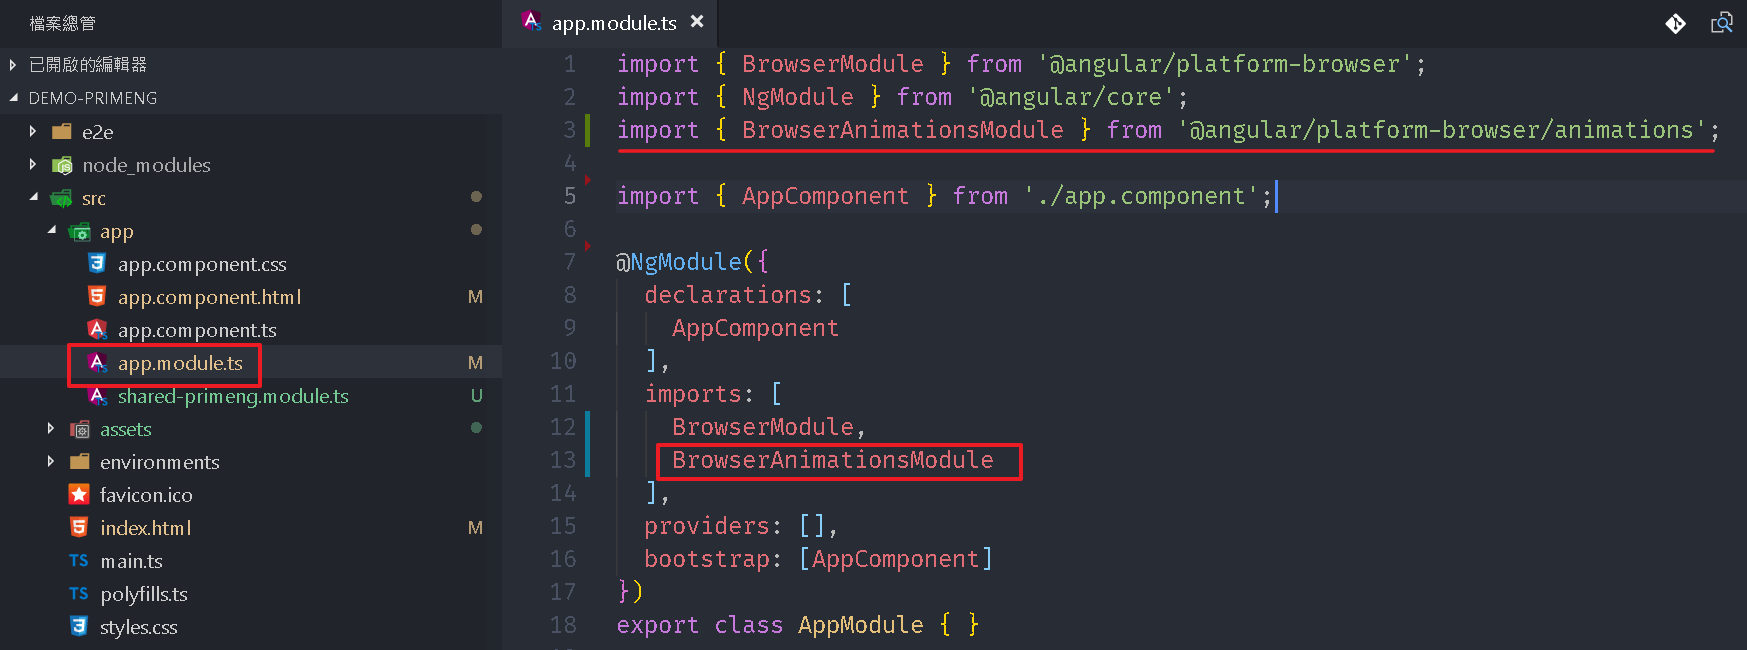 檔案總管
已開啟的編輯器
DEMO-PRIMENG
e2e
node_modules
src
app
app.component.css
app.component.html M
app.component.ts
app.module.ts M
shared-primeng.module.ts U
assets
environments
favicon.ico
index.html M
TS main.ts
TS polyfills.ts
styles.css
app.module.ts ×
1 import { BrowserModule } from '@angular/platform-browser';
2 import { NgModule } from '@angular/core';
3 import { BrowserAnimationsModule } from '@angular/platform-browser/animations';
4
5 import { AppComponent } from './app.component';
6
7 @NgModule({
8   declarations: [
9     AppComponent
10   ],
11   imports: [
12     BrowserModule,
13     BrowserAnimationsModule
14   ],
15   providers: [],
16   bootstrap: [AppComponent]
17 })
18 export class AppModule { }